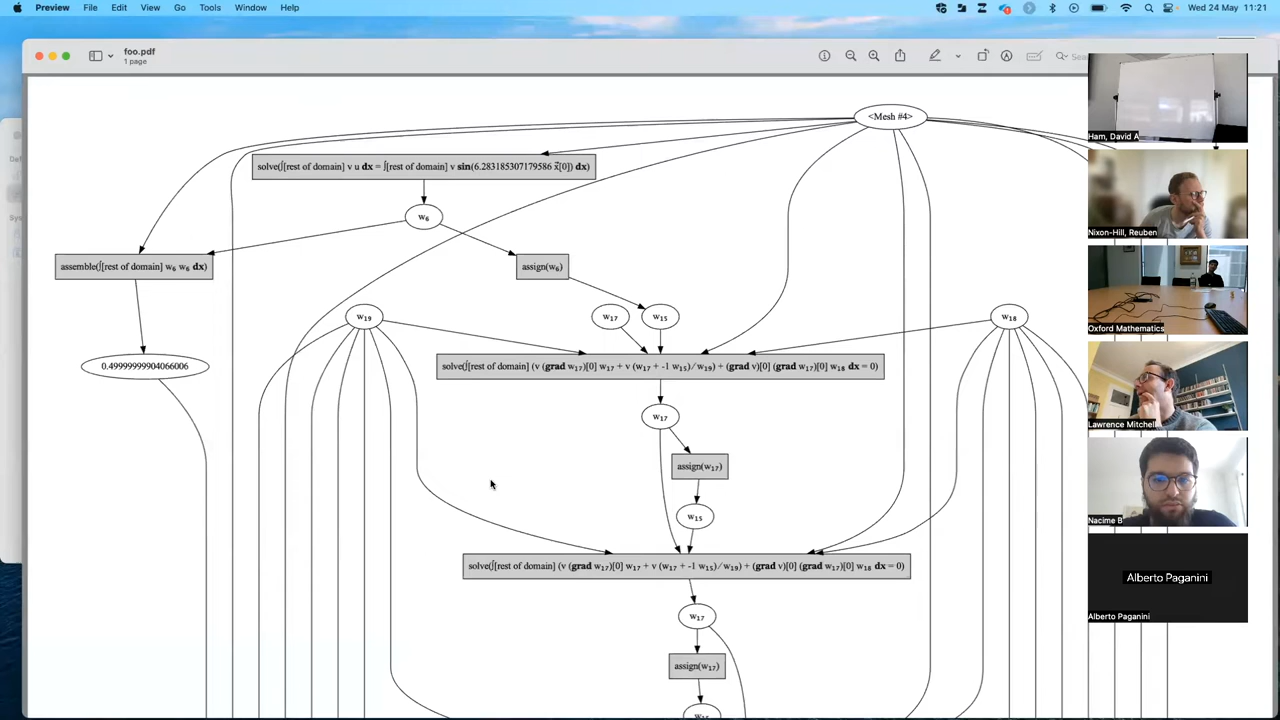 Preview File Edit View Go Tools Window Help Wed 24 May 11:21
foo.pdf
1 page
<Mesh #4>
solve(∫[rest of domain] v u dx = ∫[rest of domain] v sin(6.283185307179586 x⃗[0]) dx)
w₆
assemble(∫[rest of domain] w₆ w₆ dx)
assign(w₆)
w₁₉
w₁₇
w₁₅
w₁₈
0.49999999904066006
solve(∫[rest of domain] (v (grad w₁₇)[0] w₁₇ + v (w₁₇ + -1 w₁₅)/w₁₉) + (grad v)[0] (grad w₁₇)[0] w₁₈ dx = 0)
w₁₇
assign(w₁₇)
w₁₅
solve(∫[rest of domain] (v (grad w₁₇)[0] w₁₇ + v (w₁₇ + -1 w₁₅)/w₁₉) + (grad v)[0] (grad w₁₇)[0] w₁₈ dx = 0)
w₁₇
assign(w₁₇)
w₁₅
Ham, David A
Nixon-Hill, Reuben
Oxford Mathematics
Lawrence Mitchell
Nacime B
Alberto Paganini
Alberto Paganini